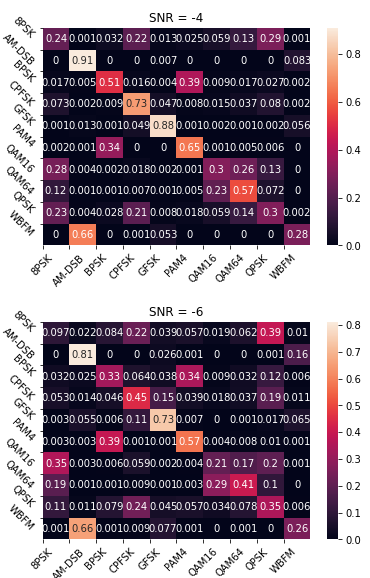 SNR = -4
8PSK 0.24 0.001 0.032 0.22 0.013 0.025 0.059 0.13 0.29 0.001
AM-DSB 0 0.91 0 0 0.007 0 0 0 0 0.083
BPSK 0.017 0.005 0.51 0.016 0.004 0.39 0.009 0.017 0.027 0.002
CPFSK 0.073 0.002 0.009 0.73 0.047 0.008 0.015 0.037 0.08 0.002
GFSK 0.001 0.013 0.001 0.049 0.88 0.001 0.002 0.001 0.002 0.056
PAM4 0.002 0.001 0.34 0 0 0.65 0.001 0.005 0.006 0
QAM16 0.28 0 0.004 0.002 0.018 0.002 0.001 0.3 0.26 0.13 0
QAM64 0.12 0 0.001 0.001 0.007 0.001 0.005 0.23 0.57 0.072 0
QPSK 0.23 0.004 0.028 0.21 0.008 0.018 0.059 0.14 0.3 0.002
WBFM 0 0.66 0 0.001 0.053 0 0 0 0 0.28
8PSK AM-DSB BPSK CPFSK GFSK PAM4 QAM16 QAM64 QPSK WBFM
0.8
0.6
0.4
0.2
0.0
SNR = -6
8PSK 0.097 0.022 0.084 0.22 0.039 0.057 0.019 0.062 0.39 0.01
AM-DSB 0 0.81 0 0 0.026 0.001 0 0 0.001 0.16
BPSK 0.032 0.025 0.33 0.064 0.038 0.34 0.009 0.032 0.12 0.006
CPFSK 0.053 0.014 0.046 0.45 0.15 0.039 0.018 0.037 0.19 0.011
GFSK 0.003 0.055 0.006 0.11 0.73 0.007 0 0.001 0.017 0.065
PAM4 0.003 0.003 0.39 0.001 0.001 0.57 0.004 0.008 0.01 0.001
QAM16 0.35 0.003 0.006 0.059 0.002 0.004 0.21 0.17 0.2 0.001
QAM64 0.19 0.001 0.001 0.009 0.001 0.003 0.29 0.41 0.1 0
QPSK 0.11 0.011 0.079 0.24 0.045 0.057 0.034 0.078 0.35 0.006
WBFM 0.001 0.66 0.001 0.009 0.077 0.001 0 0 0.001 0.26
8PSK AM-DSB BPSK CPFSK GFSK PAM4 QAM16 QAM64 QPSK WBFM
0.8
0.7
0.6
0.5
0.4
0.3
0.2
0.1
0.0